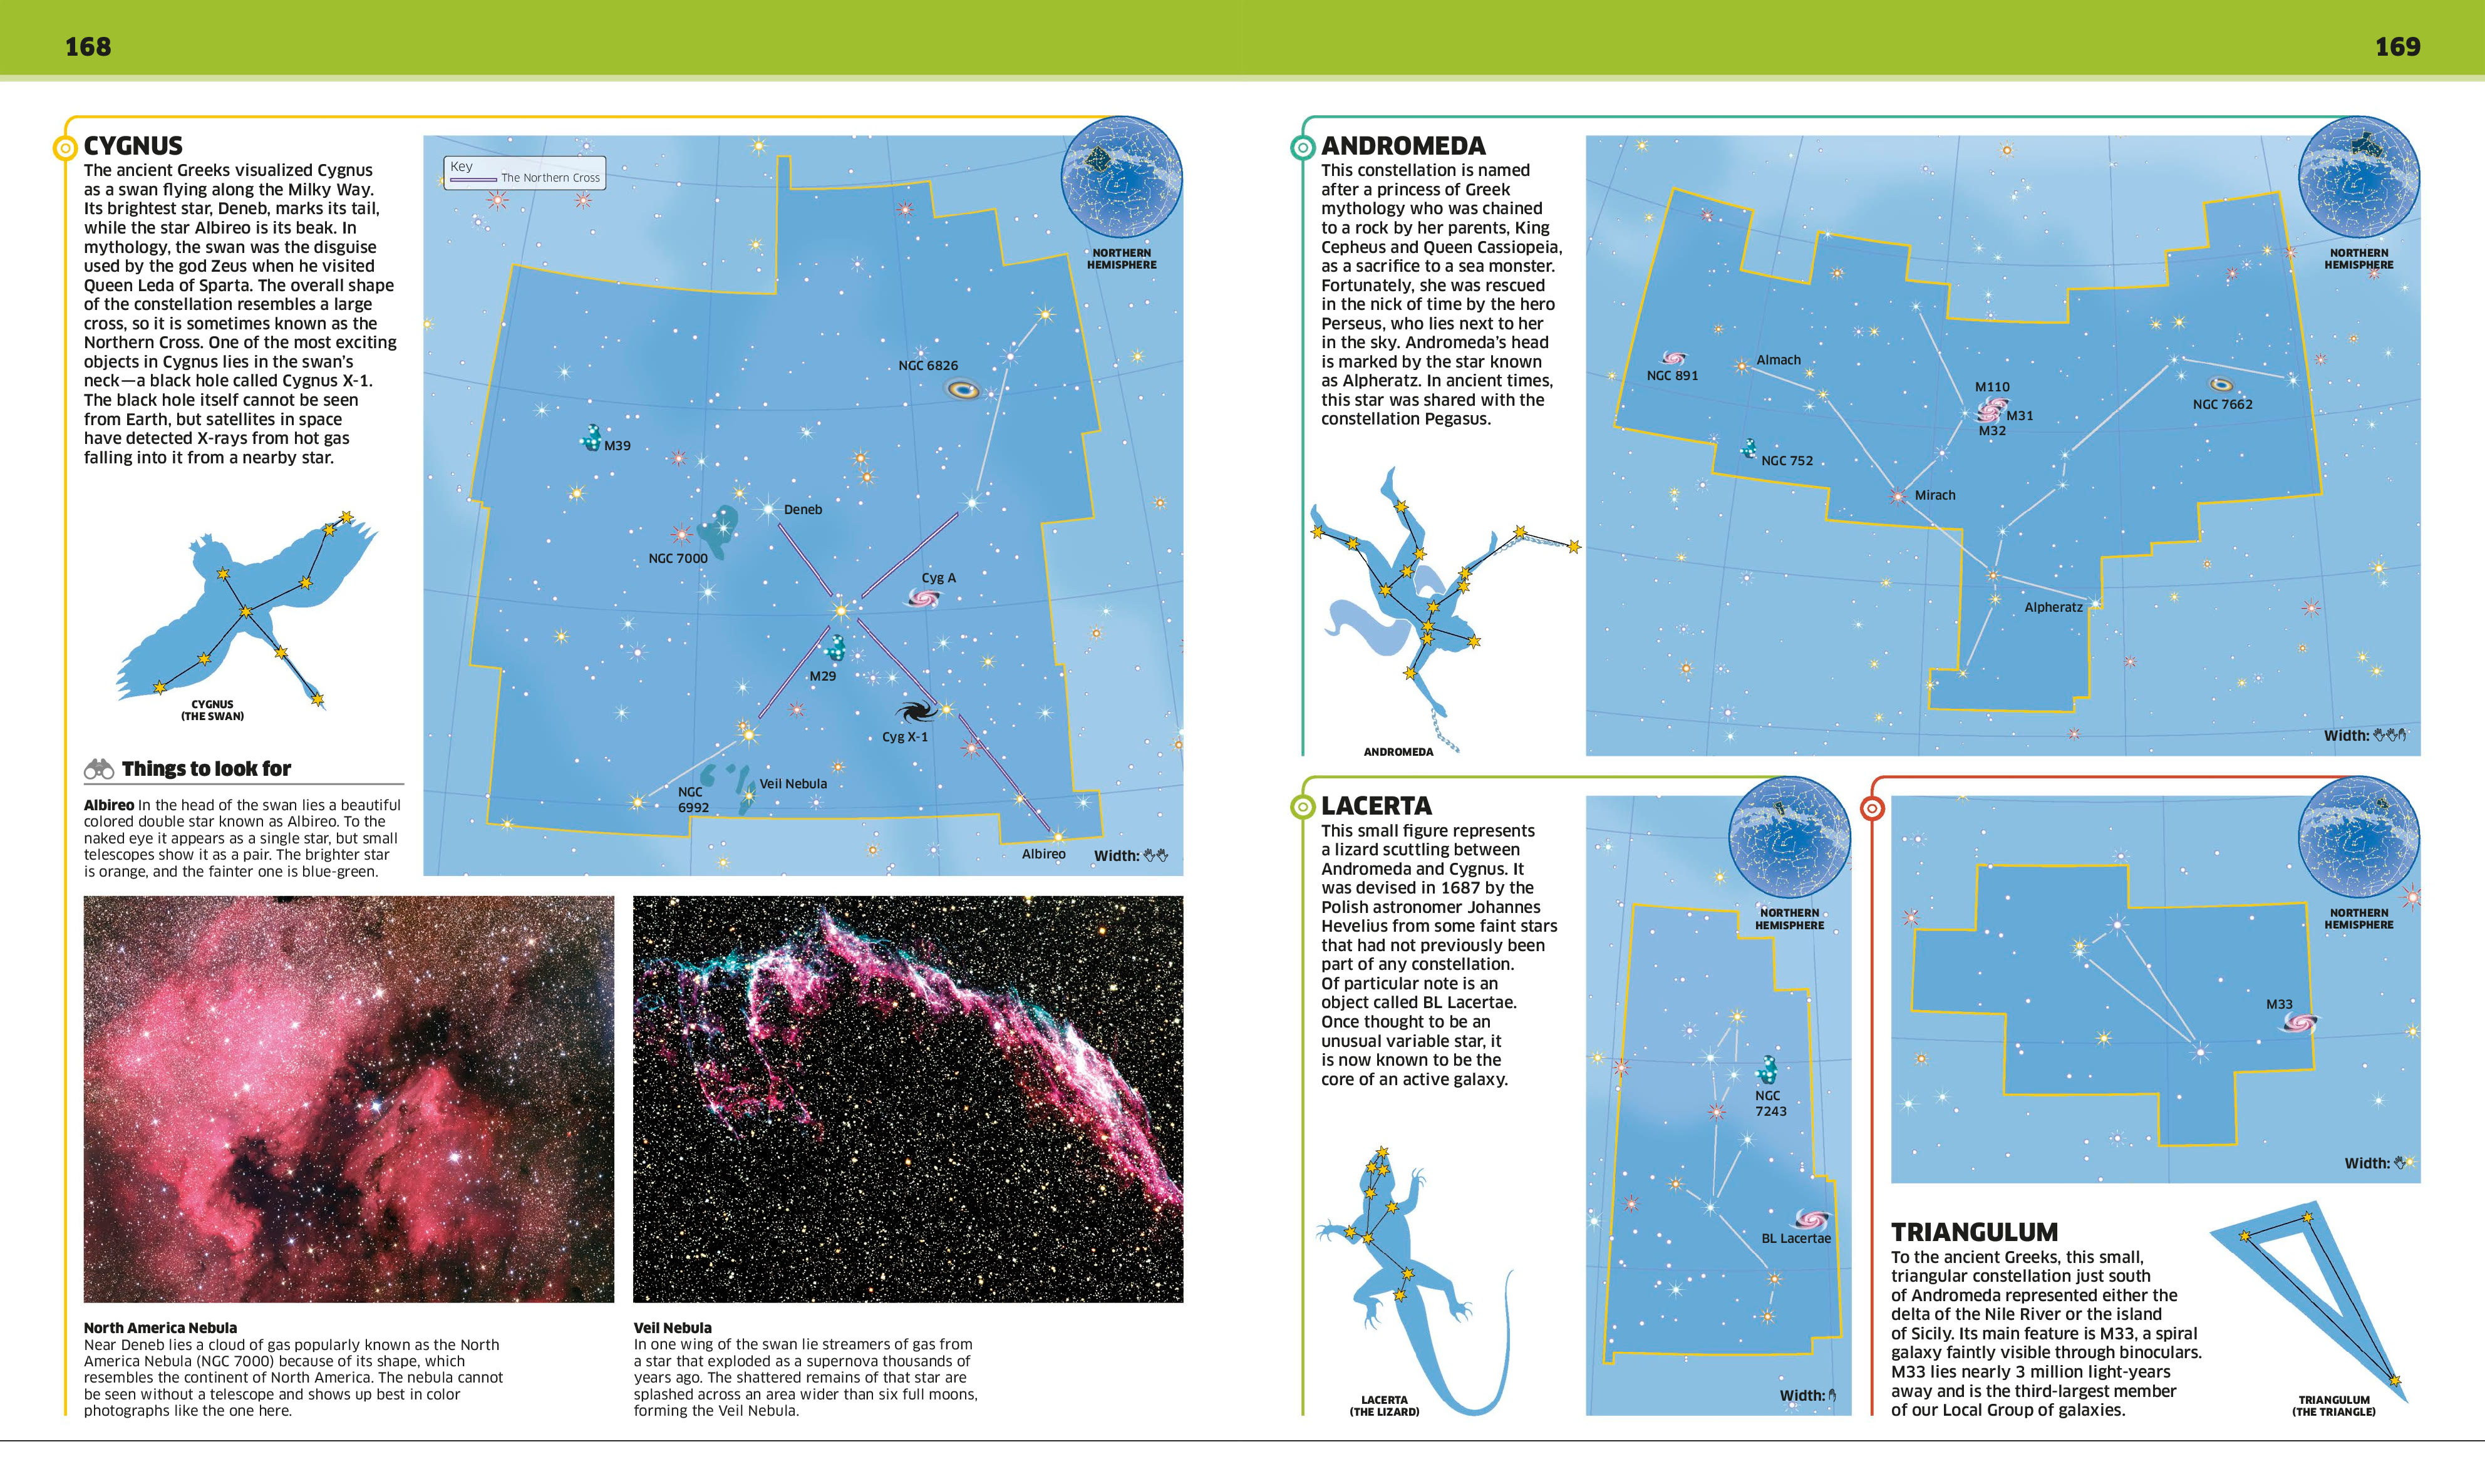 168
169
CYGNUS
The ancient Greeks visualized Cygnus
as a swan flying along the Milky Way.
Its brightest star, Deneb, marks its tail,
while the star Albireo is its beak. In
mythology, the swan was the disguise
used by the god Zeus when he visited
Queen Leda of Sparta. The overall shape
of the constellation resembles a large
cross, so it is sometimes known as the
Northern Cross. One of the most exciting
objects in Cygnus lies in the swan's
neck—a black hole called Cygnus X-1.
The black hole itself cannot be seen
from Earth, but satellites in space
have detected X-rays from hot gas
falling into it from a nearby star.
CYGNUS
(THE SWAN)
Things to look for
Albireo In the head of the swan lies a beautiful
colored double star known as Albireo. To the
naked eye it appears as a single star, but small
telescopes show it as a pair. The brighter star
is orange, and the fainter one is blue-green.
Key
The Northern Cross
NORTHERN
HEMISPHERE
NGC 6826
M39
Deneb
NGC 7000
Cyg A
M29
Cyg X-1
Veil Nebula
NGC
6992
Albireo
Width:
North America Nebula
Near Deneb lies a cloud of gas popularly known as the North
America Nebula (NGC 7000) because of its shape, which
resembles the continent of North America. The nebula cannot
be seen without a telescope and shows up best in color
photographs like the one here.
Veil Nebula
In one wing of the swan lie streamers of gas from
a star that exploded as a supernova thousands of
years ago. The shattered remains of that star are
splashed across an area wider than six full moons,
forming the Veil Nebula.
ANDROMEDA
This constellation is named
after a princess of Greek
mythology who was chained
to a rock by her parents, King
Cepheus and Queen Cassiopeia,
as a sacrifice to a sea monster.
Fortunately, she was rescued
in the nick of time by the hero
Perseus, who lies next to her
in the sky. Andromeda's head
is marked by the star known
as Alpheratz. In ancient times,
this star was shared with the
constellation Pegasus.
ANDROMEDA
NORTHERN
HEMISPHERE
Almach
NGC 891
M110
M31
M32
NGC 7662
NGC 752
Mirach
Alpheratz
Width:
LACERTA
This small figure represents
a lizard scuttling between
Andromeda and Cygnus. It
was devised in 1687 by the
Polish astronomer Johannes
Hevelius from some faint stars
that had not previously been
part of any constellation.
Of particular note is an
object called BL Lacertae.
Once thought to be an
unusual variable star, it
is now known to be the
core of an active galaxy.
LACERTA
(THE LIZARD)
NORTHERN
HEMISPHERE
NGC
7243
BL Lacertae
Width:
NORTHERN
HEMISPHERE
M33
Width:
TRIANGULUM
To the ancient Greeks, this small,
triangular constellation just south
of Andromeda represented either the
delta of the Nile River or the island
of Sicily. Its main feature is M33, a spiral
galaxy faintly visible through binoculars.
M33 lies nearly 3 million light-years
away and is the third-largest member
of our Local Group of galaxies.
TRIANGULUM
(THE TRIANGLE)